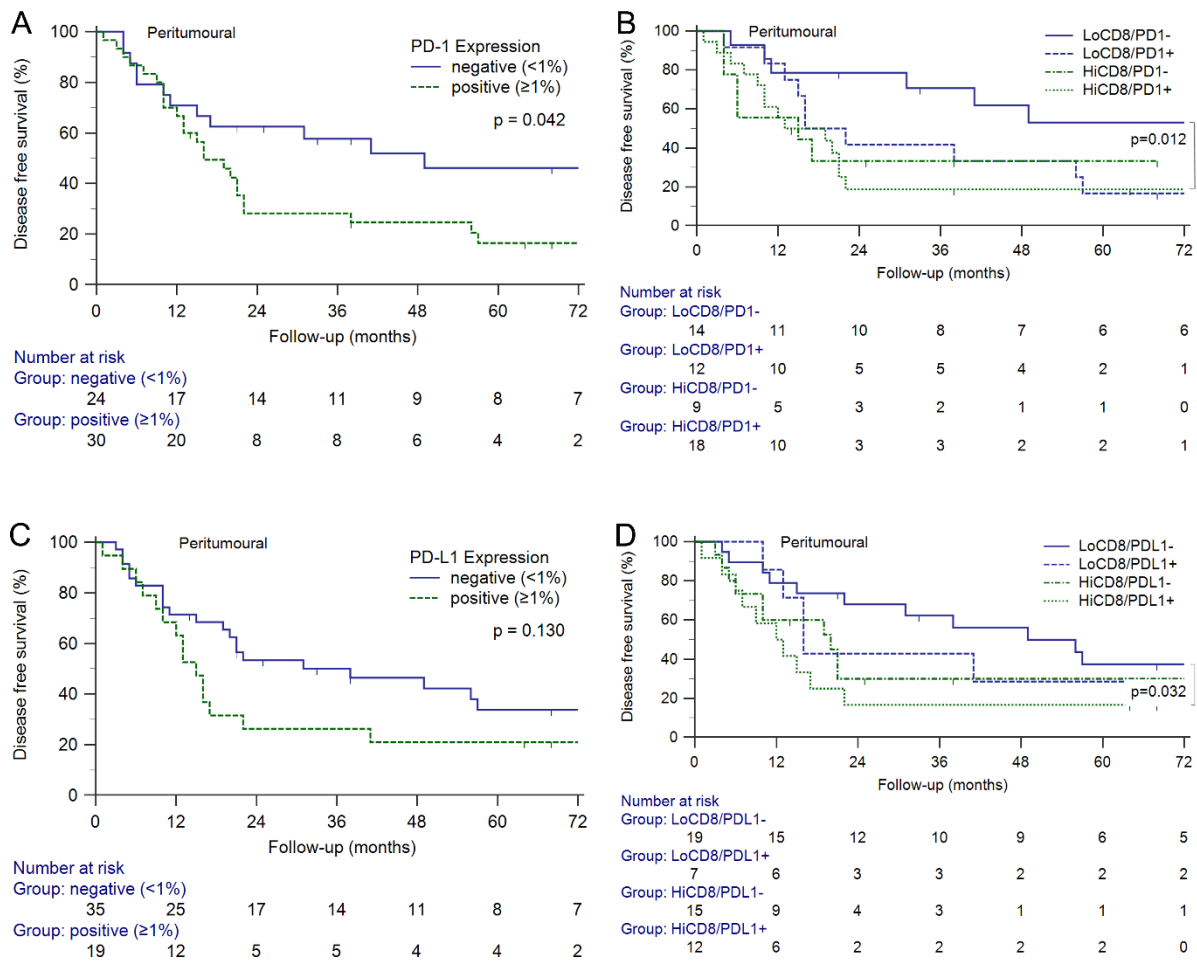 A
Peritumoural
PD-1 Expression
negative (<1%)
positive (≥1%)
p = 0.042
Disease free survival (%)
100
80
60
40
20
0
0 12 24 36 48 60 72
Follow-up (months)
Number at risk
Group: negative (<1%)
24 17 14 11 9 8 7
Group: positive (≥1%)
30 20 8 8 6 4 2
B
Peritumoural
LoCD8/PD1-
LoCD8/PD1+
HiCD8/PD1-
HiCD8/PD1+
p=0.012
Disease free survival (%)
100
80
60
40
20
0
0 12 24 36 48 60 72
Follow-up (months)
Number at risk
Group: LoCD8/PD1-
14 11 10 8 7 6 6
Group: LoCD8/PD1+
12 10 5 5 4 2 1
Group: HiCD8/PD1-
9 5 3 2 1 1 0
Group: HiCD8/PD1+
18 10 3 3 2 2 1
C
Peritumoural
PD-L1 Expression
negative (<1%)
positive (≥1%)
p = 0.130
Disease free survival (%)
100
80
60
40
20
0
0 12 24 36 48 60 72
Follow-up (months)
Number at risk
Group: negative (<1%)
35 25 17 14 11 8 7
Group: positive (≥1%)
19 12 5 5 4 4 2
D
Peritumoural
LoCD8/PDL1-
LoCD8/PDL1+
HiCD8/PDL1-
HiCD8/PDL1+
p=0.032
Disease free survival (%)
100
80
60
40
20
0
0 12 24 36 48 60 72
Follow-up (months)
Number at risk
Group: LoCD8/PDL1-
19 15 12 10 9 6 5
Group: LoCD8/PDL1+
7 6 3 3 2 2 2
Group: HiCD8/PDL1-
15 9 4 3 1 1 1
Group: HiCD8/PDL1+
12 6 2 2 2 2 0